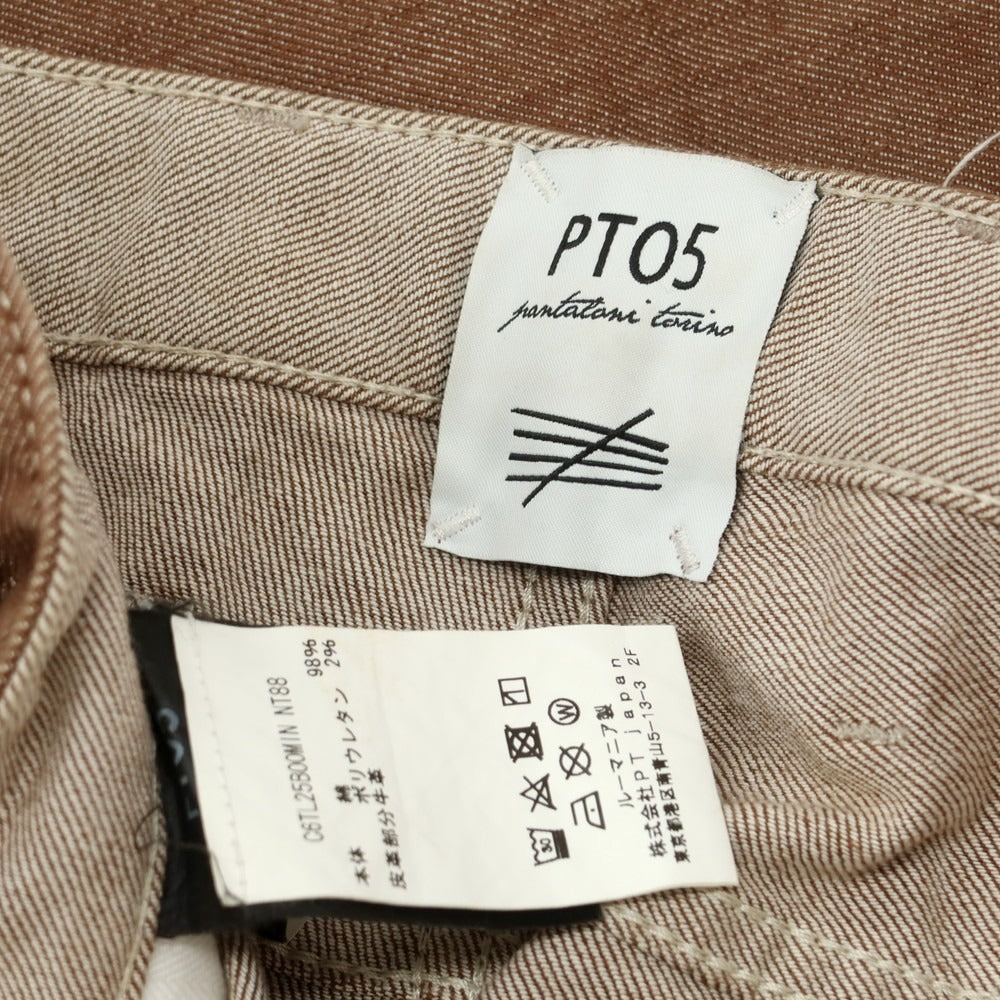 PT05
pantaloni torino
C6TL25B00MIN NT88
本体 綿 98%
ポリウレタン 2%
皮革部分牛革
30
W
ルーマニア製
株式会社PT japan
東京都港区南青山5-13-3 2F